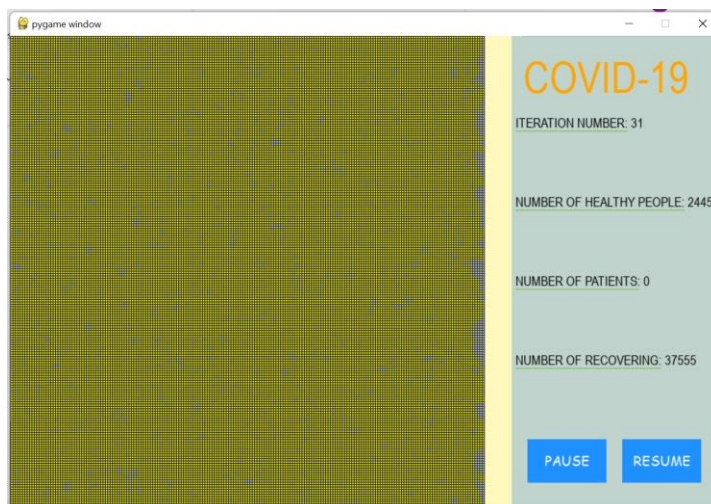 pygame window
COVID-19
ITERATION NUMBER: 31
NUMBER OF HEALTHY PEOPLE: 2445
NUMBER OF PATIENTS: 0
NUMBER OF RECOVERING: 37555
PAUSE
RESUME